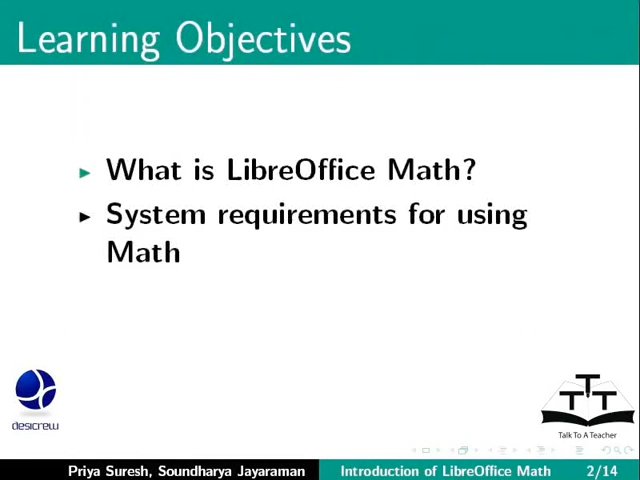 Learning Objectives
What is LibreOffice Math?
System requirements for using
Math
desicrew
TTT
Talk To A Teacher
Priya Suresh, Soundharya Jayaraman Introduction of LibreOffice Math 2/14